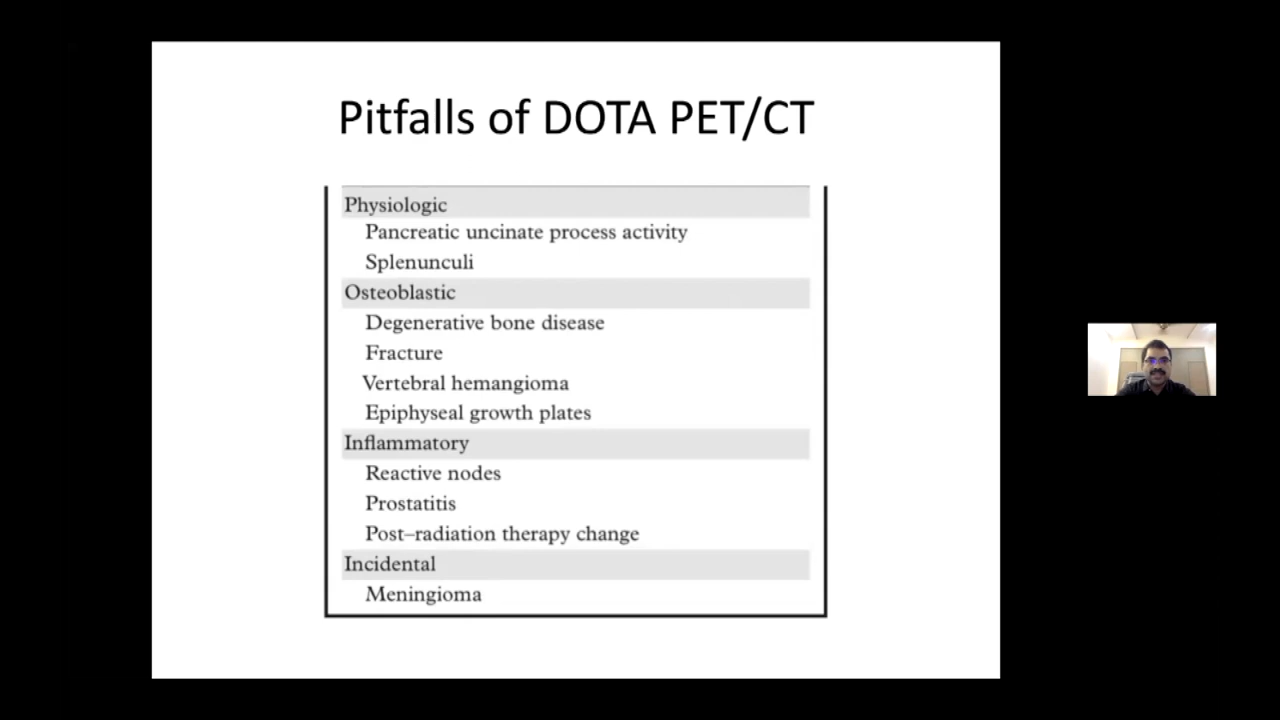 Pitfalls of DOTA PET/CT
Physiologic
Pancreatic uncinate process activity
Splenunculi
Osteoblastic
Degenerative bone disease
Fracture
Vertebral hemangioma
Epiphyseal growth plates
Inflammatory
Reactive nodes
Prostatitis
Post–radiation therapy change
Incidental
Meningioma